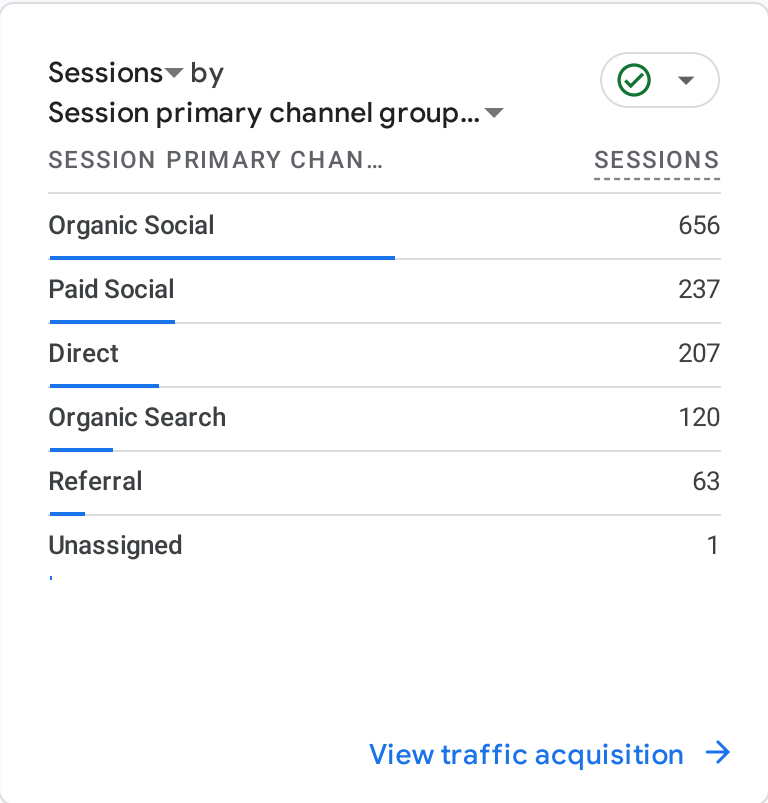 Sessions by
Session primary channel group...
SESSION PRIMARY CHAN... SESSIONS
Organic Social 656
Paid Social 237
Direct 207
Organic Search 120
Referral 63
Unassigned 1
View traffic acquisition